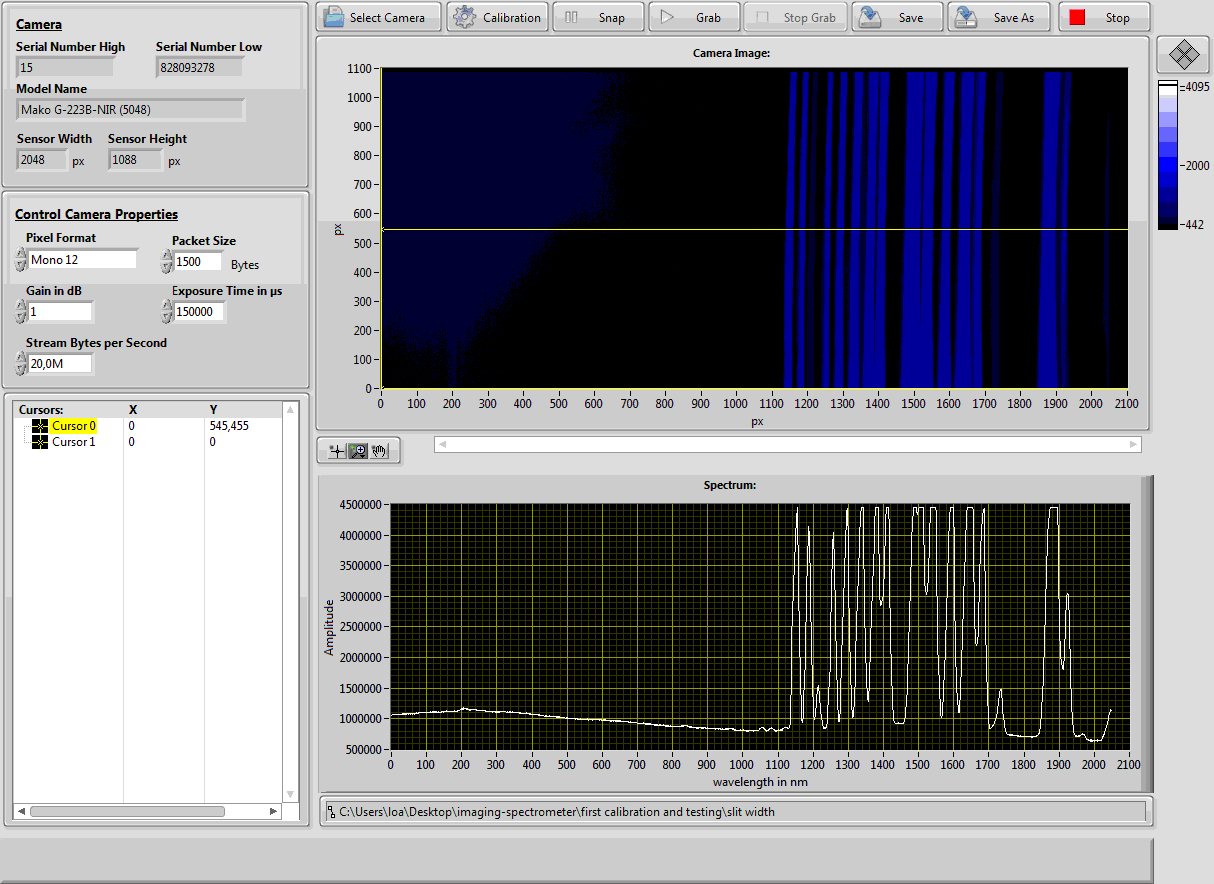 Select Camera
Calibration
Snap
Grab
Stop Grab
Save
Save As
Stop
Camera
Serial Number High Serial Number Low
15 828093278
Model Name
Mako G-223B-NIR (5048)
Sensor Width Sensor Height
2048 px 1088 px
Control Camera Properties
Pixel Format Packet Size
Mono 12 1500 Bytes
Gain in dB Exposure Time in µs
1 150000
Stream Bytes per Second
20,0M
Cursors: X Y
Cursor 0 0 545,455
Cursor 1 0 0
Camera Image:
1100
1000
900
800
700
600
500
400
300
200
100
0
px
0 100 200 300 400 500 600 700 800 900 1000 1100 1200 1300 1400 1500 1600 1700 1800 1900 2000 2100
px
4095
2000
442
Spectrum:
4500000
4000000
3500000
3000000
2500000
2000000
1500000
1000000
500000
Amplitude
0 100 200 300 400 500 600 700 800 900 1000 1100 1200 1300 1400 1500 1600 1700 1800 1900 2000 2100
wavelength in nm
C:\Users\loa\Desktop\imaging-spectrometer\first calibration and testing\slit width